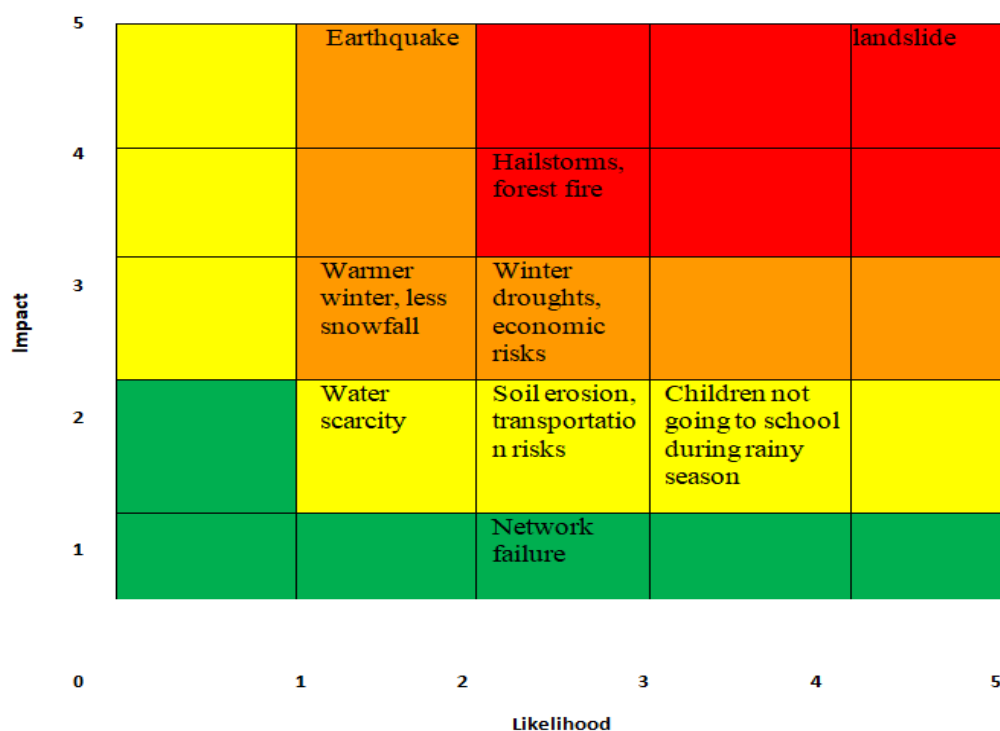 5
Earthquake
landslide
4
Hailstorms,
forest fire
3
Warmer
winter, less
snowfall
Winter
droughts,
economic
risks
Impact
2
Water
scarcity
Soil erosion,
transportatio
n risks
Children not
going to school
during rainy
season
1
Network
failure
0 1 2 3 4 5
Likelihood